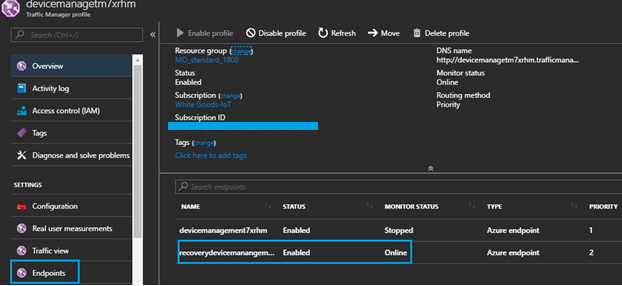 devicemanagetm7xrhm
Traffic Manager profile
Search (Ctrl+/)
«
Overview
Activity log
Access control (IAM)
Tags
Diagnose and solve problems
SETTINGS
Configuration
Real user measurements
Traffic view
Endpoints
Enable profile Disable profile Refresh Move Delete profile
Resource group (change)
MO_standard_1808
Status
Enabled
Subscription (change)
White Goods-IoT
Subscription ID
DNS name
http://devicemanagetm7xrhm.trafficmana...
Monitor status
Online
Routing method
Priority
Tags (change)
Click here to add tags
Search endpoints
NAME STATUS MONITOR STATUS TYPE PRIORITY
devicemanagement7xrhm Enabled Stopped Azure endpoint 1
recoverydevicemanangem... Enabled Online Azure endpoint 2